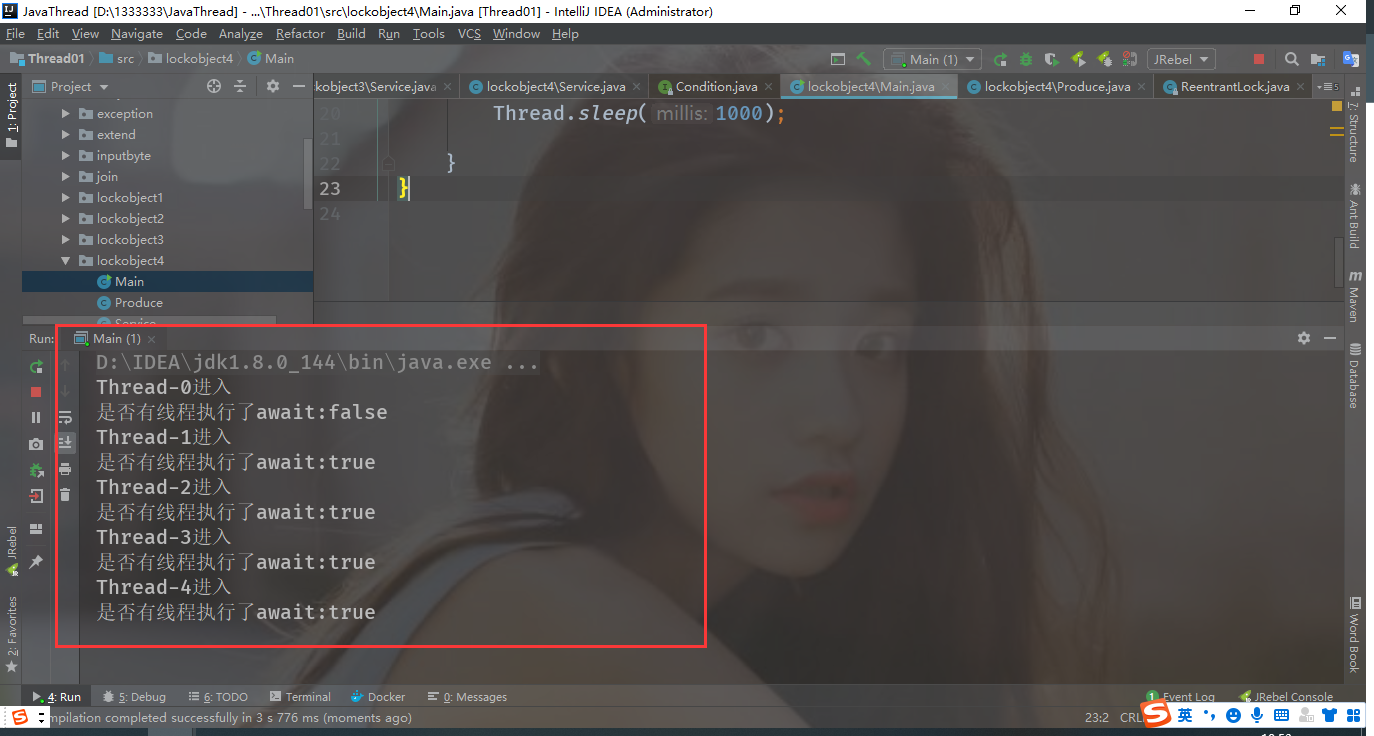 JavaThread [D:\1333333\JavaThread] - ...\Thread01\src\lockobject4\Main.java [Thread01] - IntelliJ IDEA (Administrator)
File Edit View Navigate Code Analyze Refactor Build Run Tools VCS Window Help
Thread01 src lockobject4 Main
Main (1) JRebel
Project
ckobject3\Service.java lockobject4\Service.java Condition.java lockobject4\Main.java lockobject4\Produce.java ReentrantLock.java 5
1: Project
exception
extend
inputbyte
join
lockobject1
lockobject2
lockobject3
lockobject4
Main
Produce
Service
20 Thread.sleep( millis: 1000);
21
22 }
23 }
24
7: Structure
Ant Build
Maven
Database
Word Book
Run: Main (1)
D:\IDEA\jdk1.8.0_144\bin\java.exe ...
Thread-0进入
是否有线程执行了await:false
Thread-1进入
是否有线程执行了await:true
Thread-2进入
是否有线程执行了await:true
Thread-3进入
是否有线程执行了await:true
Thread-4进入
是否有线程执行了await:true
JRebel
2: Favorites
4: Run 5: Debug 6: TODO Terminal Docker 0: Messages 1 Event Log JRebel Console
mpilation completed successfully in 3 s 776 ms (moments ago) 23:2 CRL
英